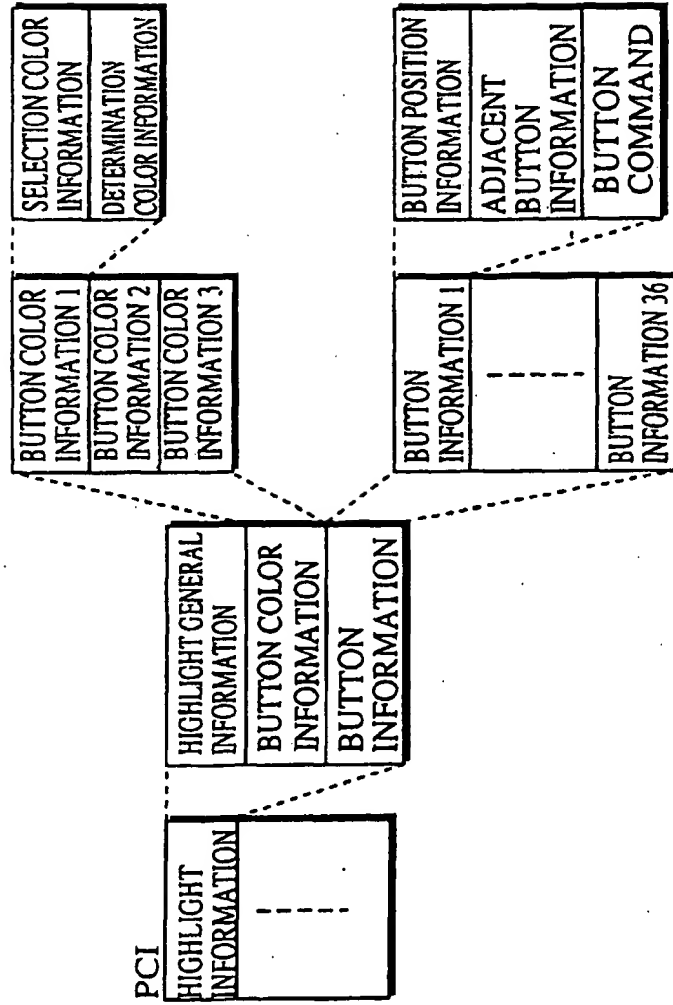 PCI
HIGHLIGHT
INFORMATION
HIGHLIGHT GENERAL
INFORMATION
BUTTON COLOR
INFORMATION
BUTTON
INFORMATION
BUTTON COLOR
INFORMATION 1
BUTTON COLOR
INFORMATION 2
BUTTON COLOR
INFORMATION 3
SELECTION COLOR
INFORMATION
DETERMINATION
COLOR INFORMATION
BUTTON
INFORMATION 1
BUTTON
INFORMATION 36
BUTTON POSITION
INFORMATION
ADJACENT
BUTTON
INFORMATION
BUTTON
COMMAND